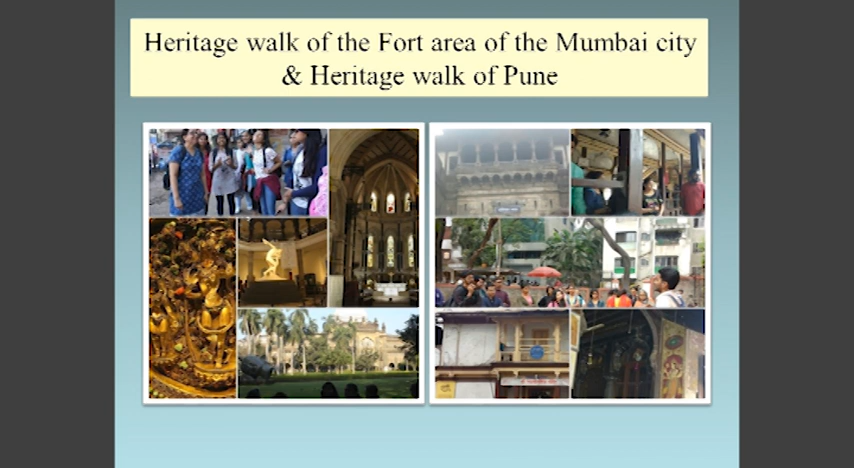 Heritage walk of the Fort area of the Mumbai city
& Heritage walk of Pune